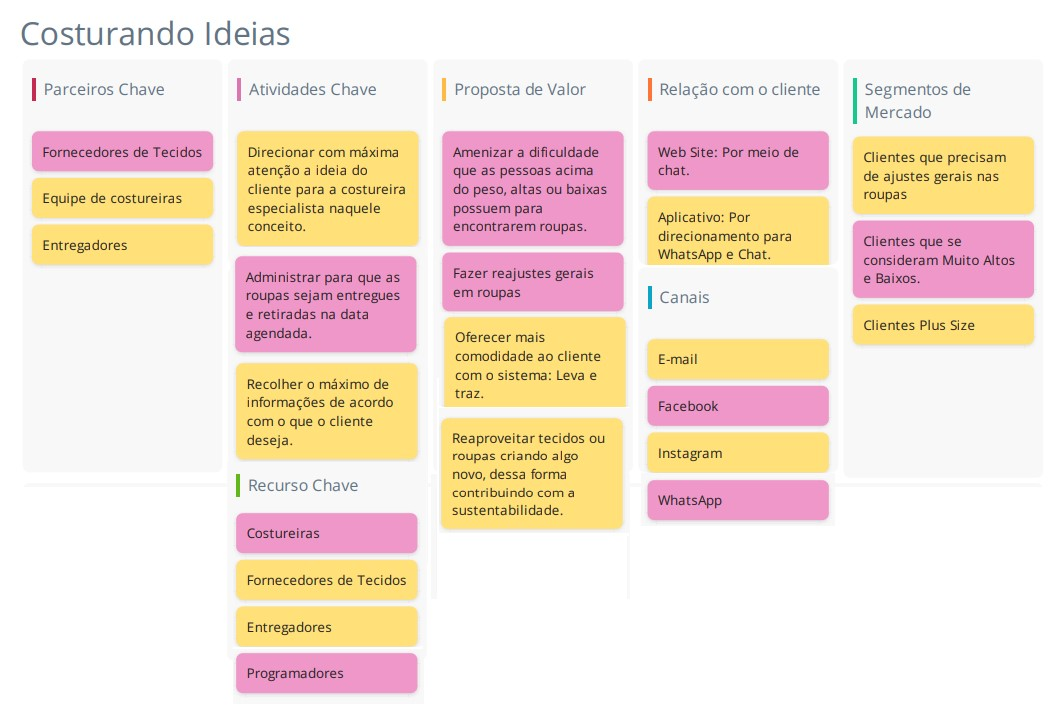 Costurando Ideias
Parceiros Chave
Fornecedores de Tecidos
Equipe de costureiras
Entregadores
Atividades Chave
Direcionar com máxima
atenção a ideia do
cliente para a costureira
especialista naquele
conceito.
Administrar para que as
roupas sejam entregues
e retiradas na data
agendada.
Recolher o máximo de
informações de acordo
com o que o cliente
deseja.
Recurso Chave
Costureiras
Fornecedores de Tecidos
Entregadores
Programadores
Proposta de Valor
Amenizar a dificuldade
que as pessoas acima
do peso, altas ou baixas
possuem para
encontrarem roupas.
Fazer reajustes gerais
em roupas
Oferecer mais
comodidade ao cliente
com o sistema: Leva e
traz.
Reaproveitar tecidos ou
roupas criando algo
novo, dessa forma
contribuindo com a
sustentabilidade.
Relação com o cliente
Web Site: Por meio de
chat.
Aplicativo: Por
direcionamento para
WhatsApp e Chat.
Canais
E-mail
Facebook
Instagram
WhatsApp
Segmentos de
Mercado
Clientes que precisam
de ajustes gerais nas
roupas
Clientes que se
consideram Muito Altos
e Baixos.
Clientes Plus Size